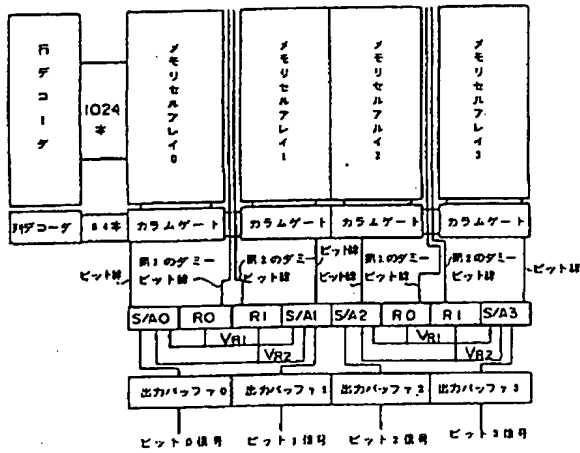 行デコーダ
1024本
メモリセルアレイ0
メモリセルアレイ1
メモリセルアルイ2
メモリセルアレイ3
列デコーダ
64本
カラムゲート
カラムゲート
カラムゲート
カラムゲート
ビット線
第1のダミー
ビット線
第2のダミー
ビット線
ビット線
ビット線
第1のダミー
ビット線
第2のダミー
ビット線
ビット線
S/A0
R0
R1
S/A1
S/A2
R0
R1
S/A3
VR1
VR2
VR1
VR2
出力バッファ0
出力バッファ1
出力バッファ2
出力バッファ3
ビット0信号
ビット1信号
ビット2信号
ビット3信号